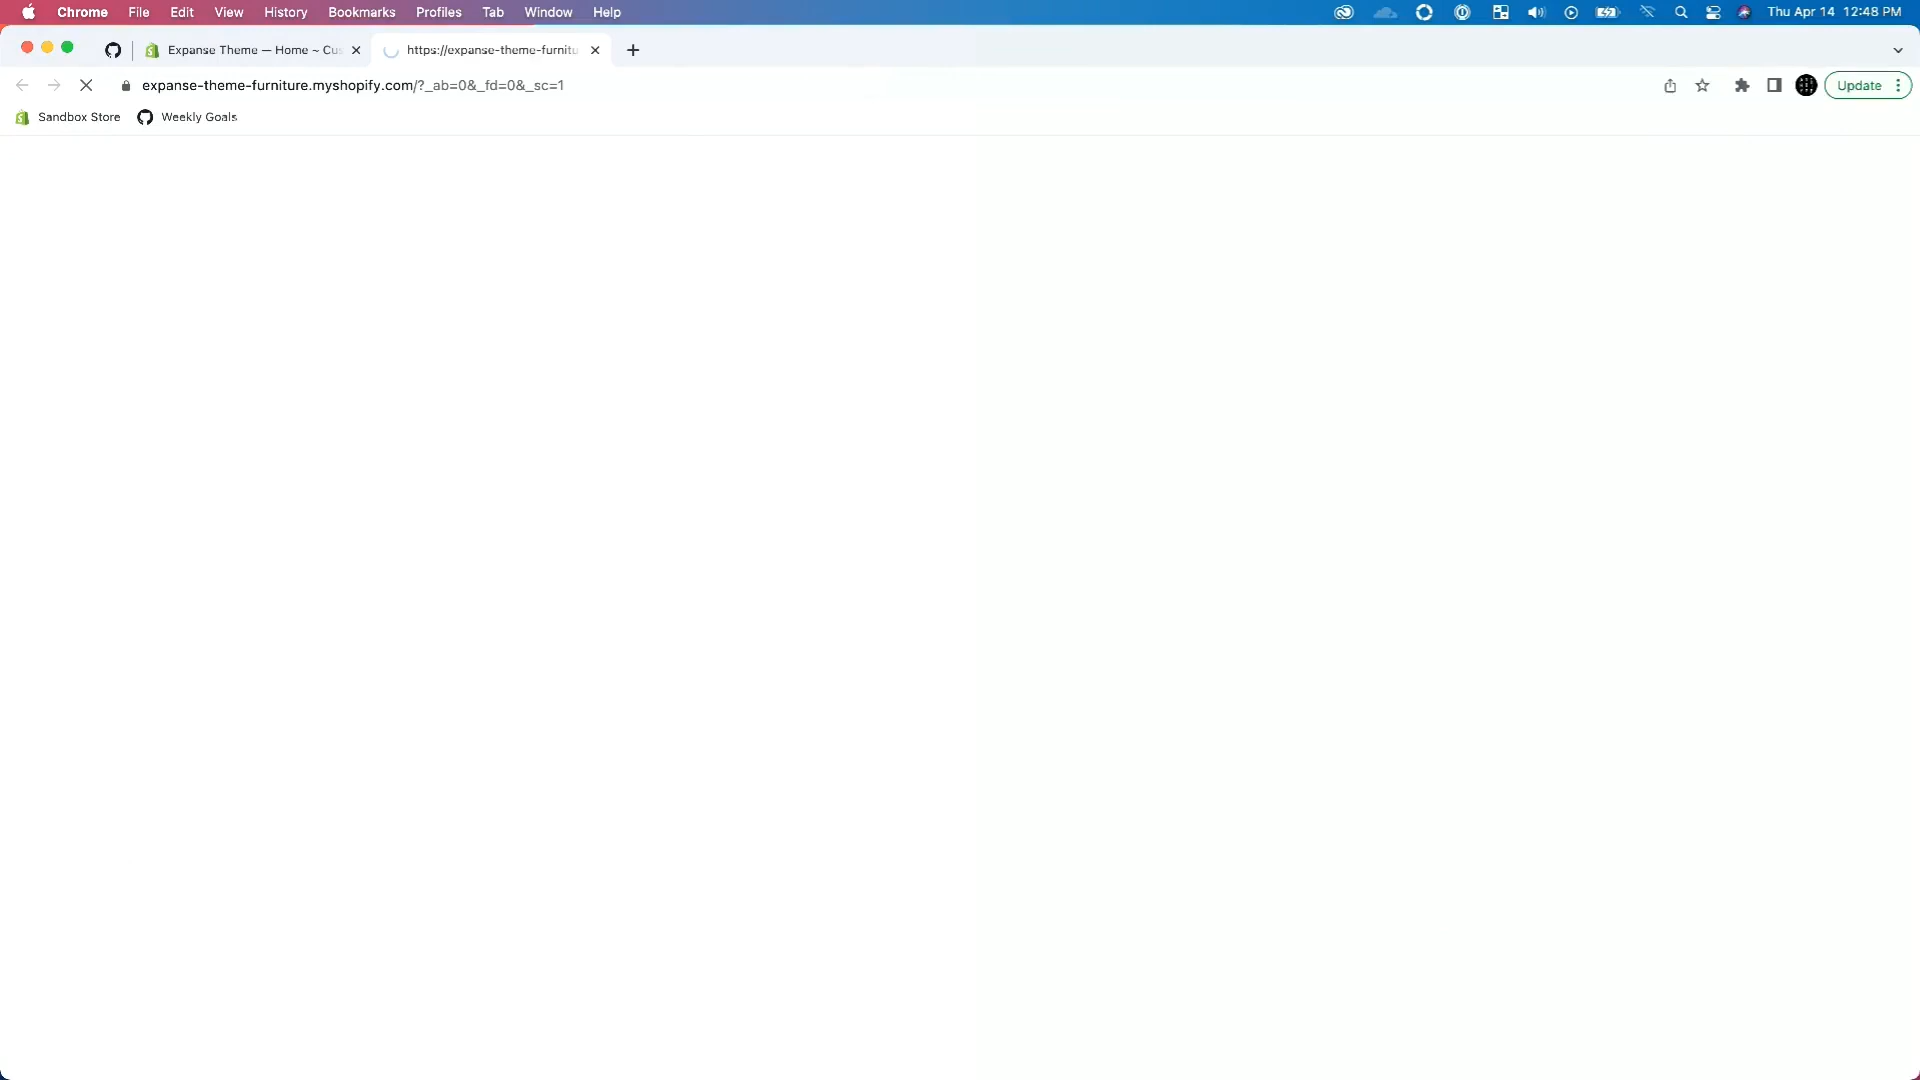 Chrome File Edit View History Bookmarks Profiles Tab Window Help Thu Apr 14 12:48 PM
Expanse Theme — Home ~ Cus https://expanse-theme-furnitu
expanse-theme-furniture.myshopify.com/?_ab=0&_fd=0&_sc=1 Update
Sandbox Store Weekly Goals